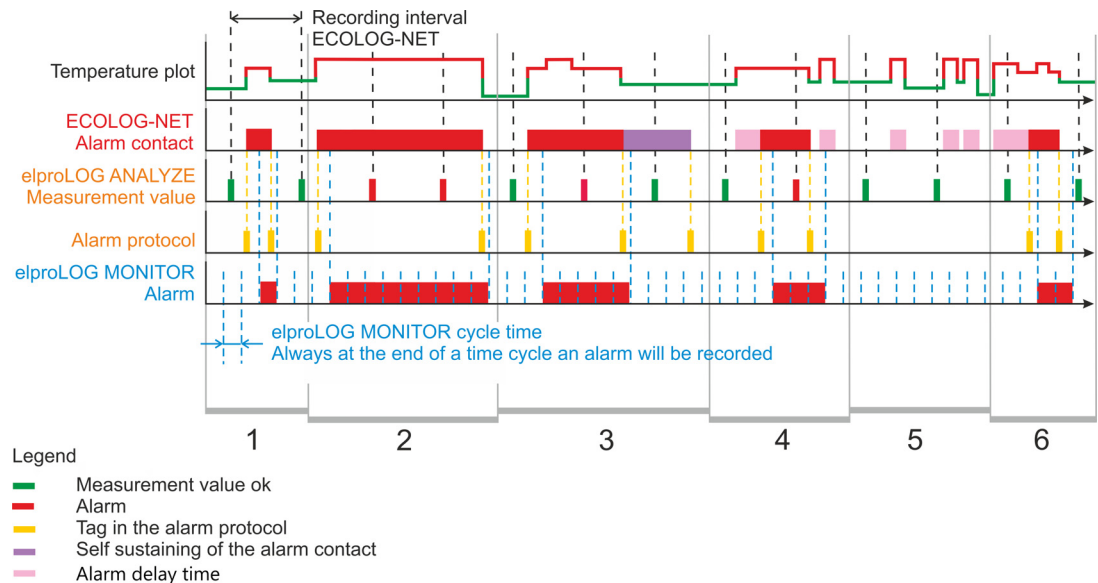 Recording interval
ECOLOG-NET
Temperature plot
ECOLOG-NET
Alarm contact
elproLOG ANALYZE
Measurement value
Alarm protocol
elproLOG MONITOR
Alarm
elproLOG MONITOR cycle time
Always at the end of a time cycle an alarm will be recorded
1 2 3 4 5 6
Legend
Measurement value ok
Alarm
Tag in the alarm protocol
Self sustaining of the alarm contact
Alarm delay time